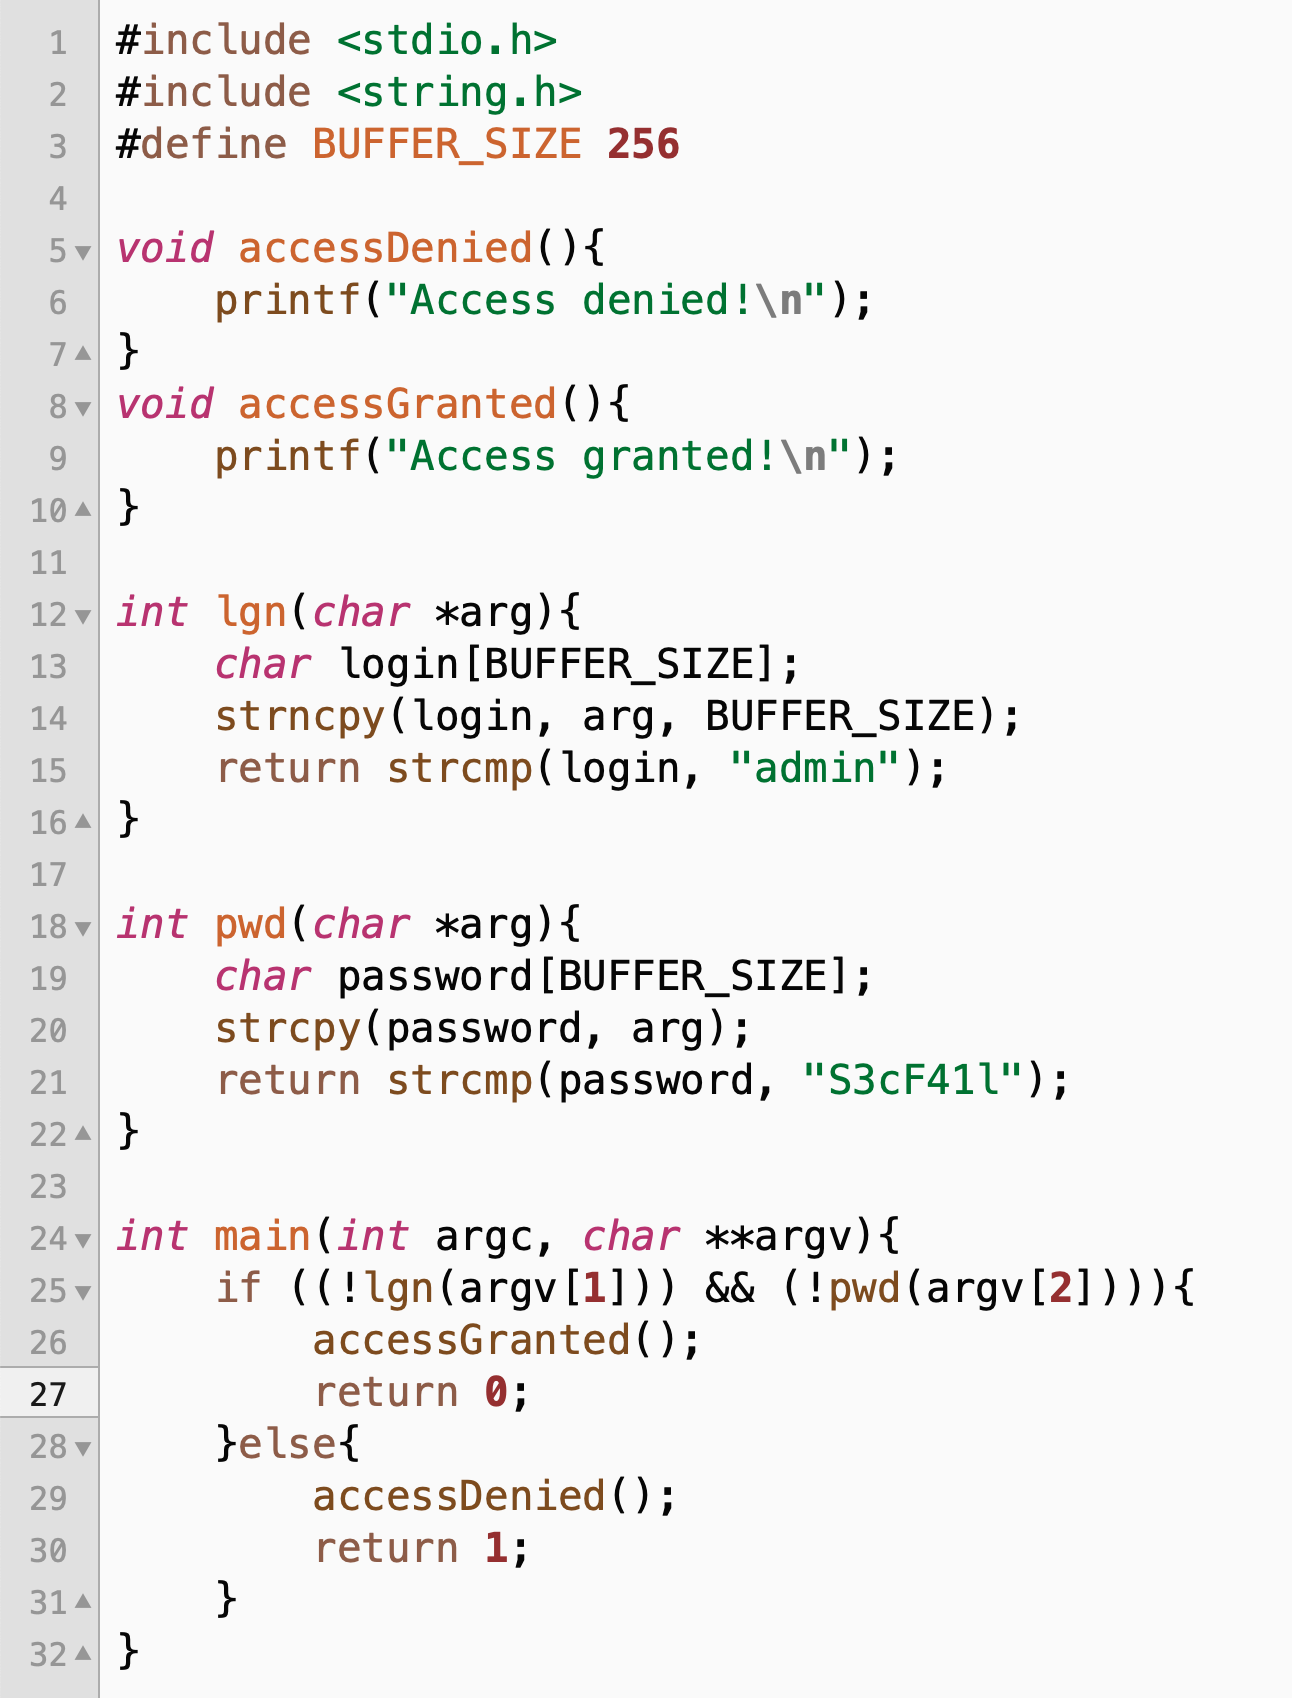 1 #include <stdio.h>
2 #include <string.h>
3 #define BUFFER_SIZE 256
4
5 void accessDenied(){
6     printf("Access denied!\n");
7 }
8 void accessGranted(){
9     printf("Access granted!\n");
10 }
11
12 int lgn(char *arg){
13     char login[BUFFER_SIZE];
14     strncpy(login, arg, BUFFER_SIZE);
15     return strcmp(login, "admin");
16 }
17
18 int pwd(char *arg){
19     char password[BUFFER_SIZE];
20     strcpy(password, arg);
21     return strcmp(password, "S3cF41l");
22 }
23
24 int main(int argc, char **argv){
25     if ((!lgn(argv[1])) && (!pwd(argv[2]))){
26         accessGranted();
27         return 0;
28     }else{
29         accessDenied();
30         return 1;
31     }
32 }